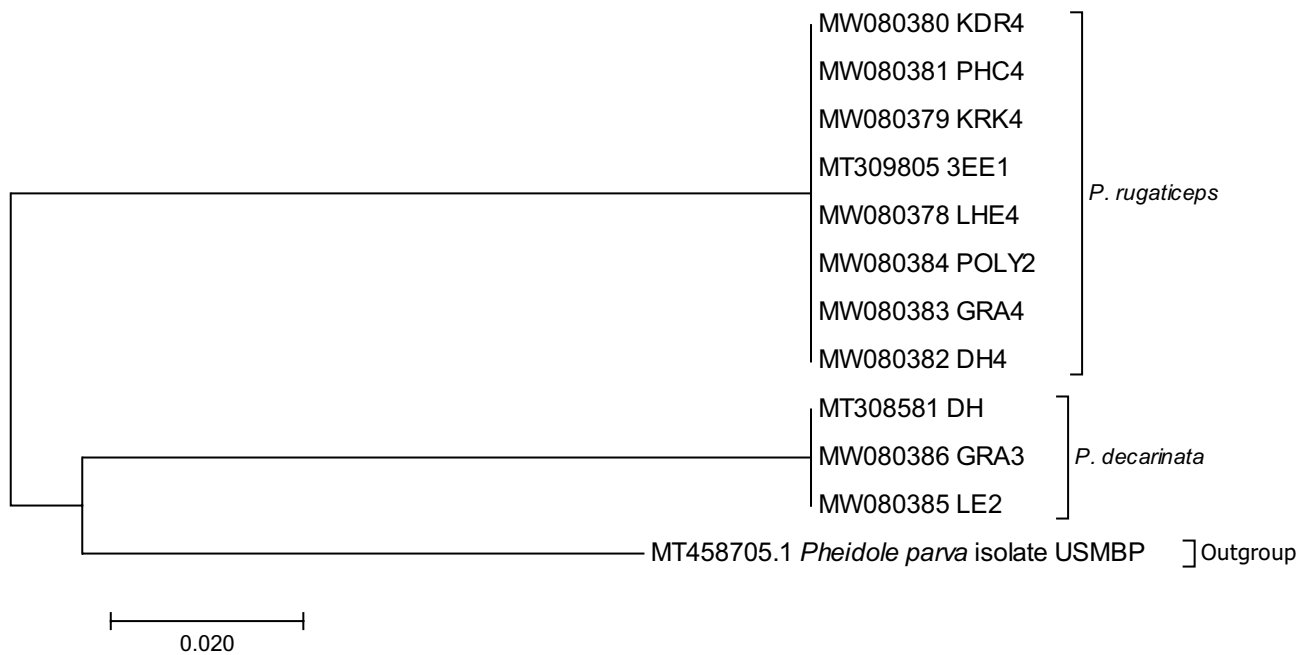 MW080380 KDR4
MW080381 PHC4
MW080379 KRK4
MT309805 3EE1
MW080378 LHE4
MW080384 POLY2
MW080383 GRA4
MW080382 DH4
P. rugaticeps
MT308581 DH
MW080386 GRA3
MW080385 LE2
P. decarinata
MT458705.1 Pheidole parva isolate USMBP
Outgroup
0.020